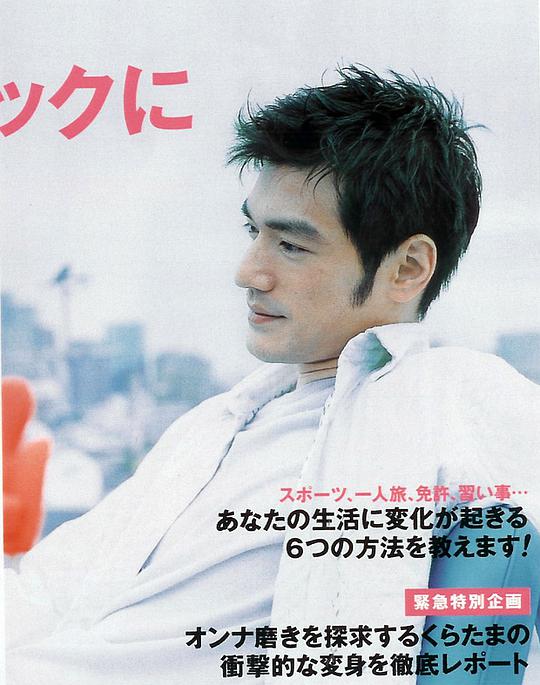 ックに
スポーツ、一人旅、免許、習い事…
あなたの生活に変化が起きる
6つの方法を教えます!
緊急特別企画
オンナ磨きを探求するくらたまの
衝撃的な変身を徹底レポート